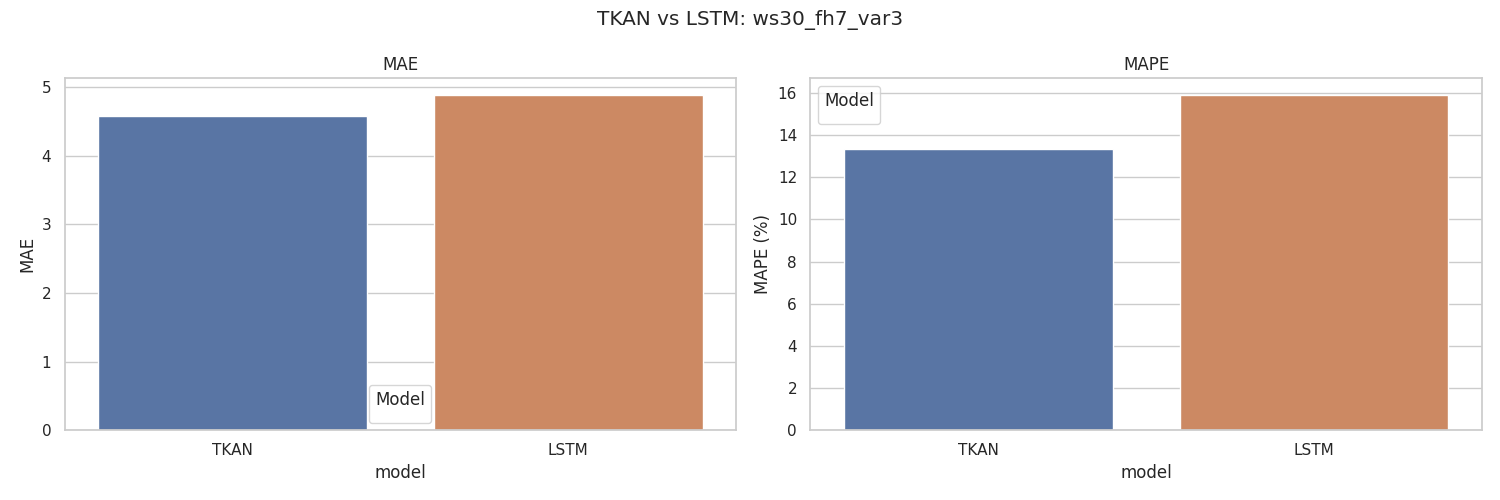 TKAN vs LSTM: ws30_fh7_var3
MAE
5
4
3
2
1
0
MAE
Model
TKAN
LSTM
model
MAPE
16
14
12
10
8
6
4
2
0
MAPE (%)
Model
TKAN
LSTM
model